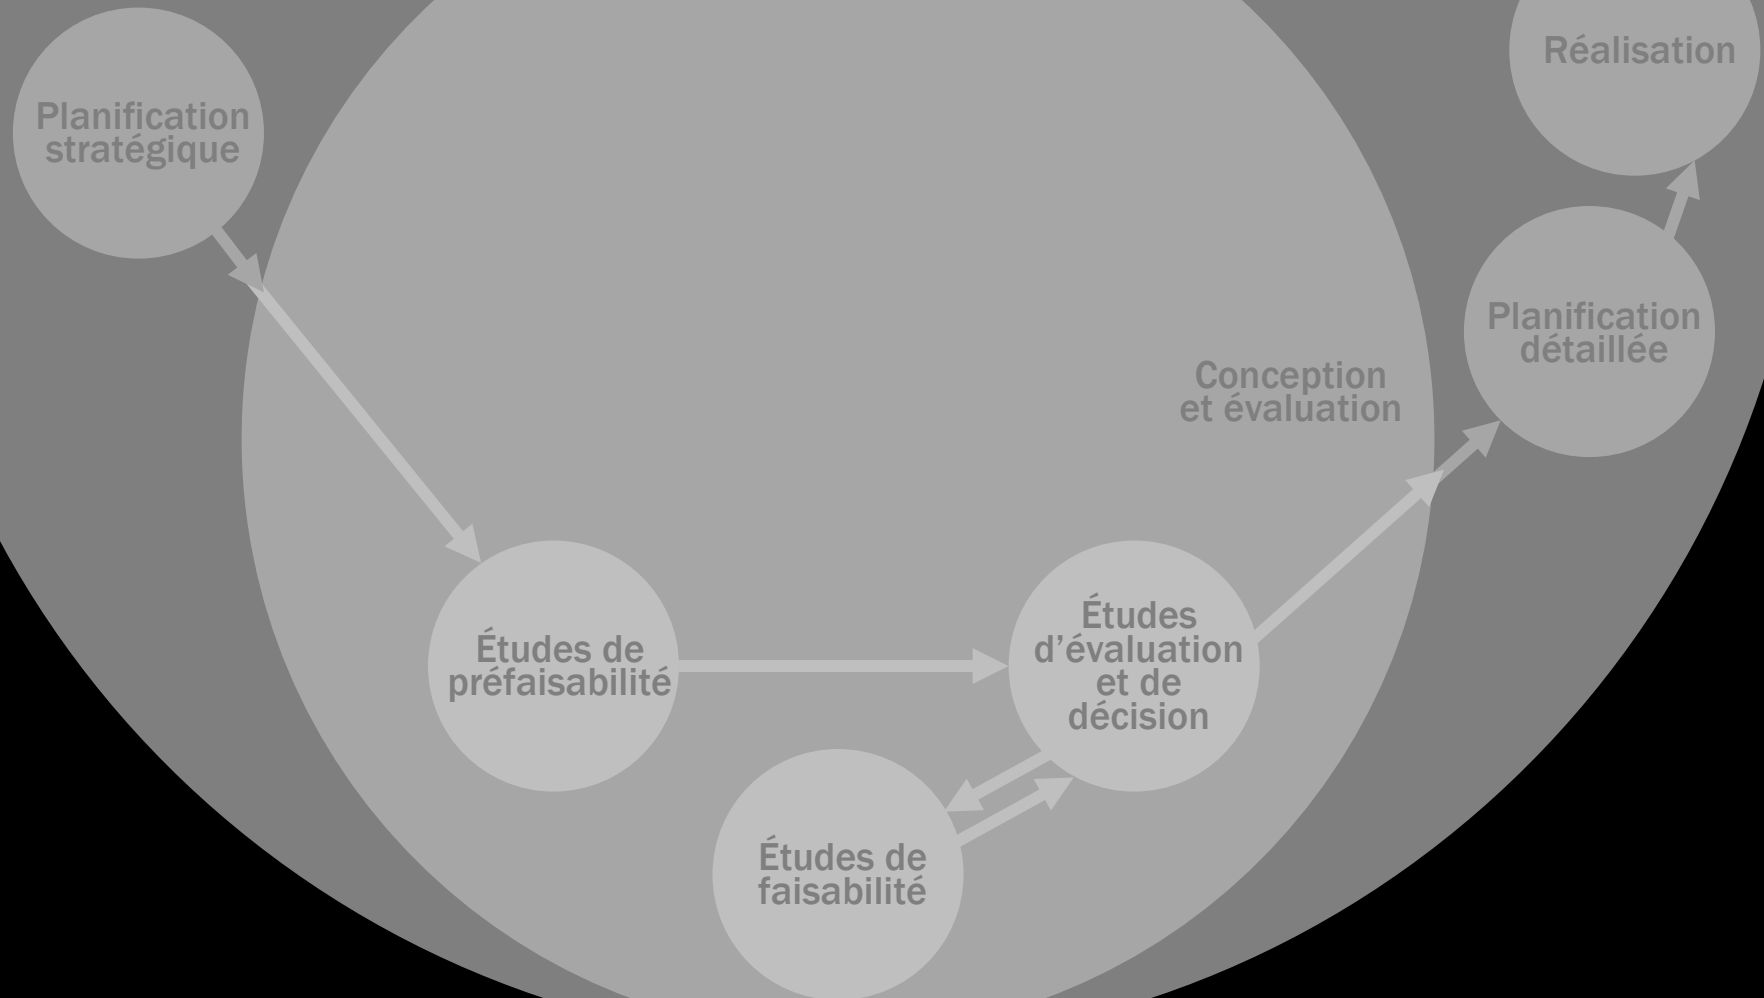 Planification
stratégique
Réalisation
Planification
détaillée
Conception
et évaluation
Études de
préfaisabilité
Études
d’évaluation
et de
décision
Études de
faisabilité